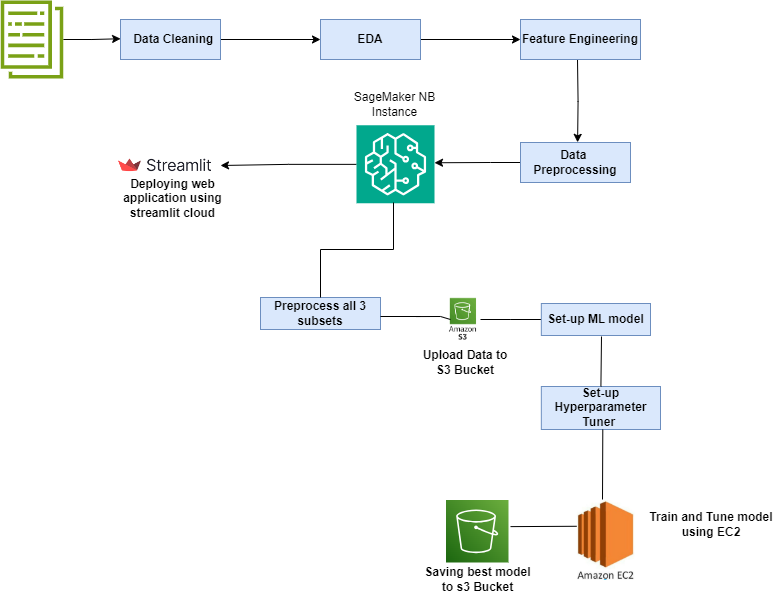 Data Cleaning
EDA
Feature Engineering
SageMaker NB
Instance
Data
Preprocessing
Streamlit
Deploying web
application using
streamlit cloud
Preprocess all 3
subsets
Amazon
S3
Upload Data to
S3 Bucket
Set-up ML model
Set-up
Hyperparameter
Tuner
Train and Tune model
using EC2
Amazon EC2
Saving best model
to s3 Bucket